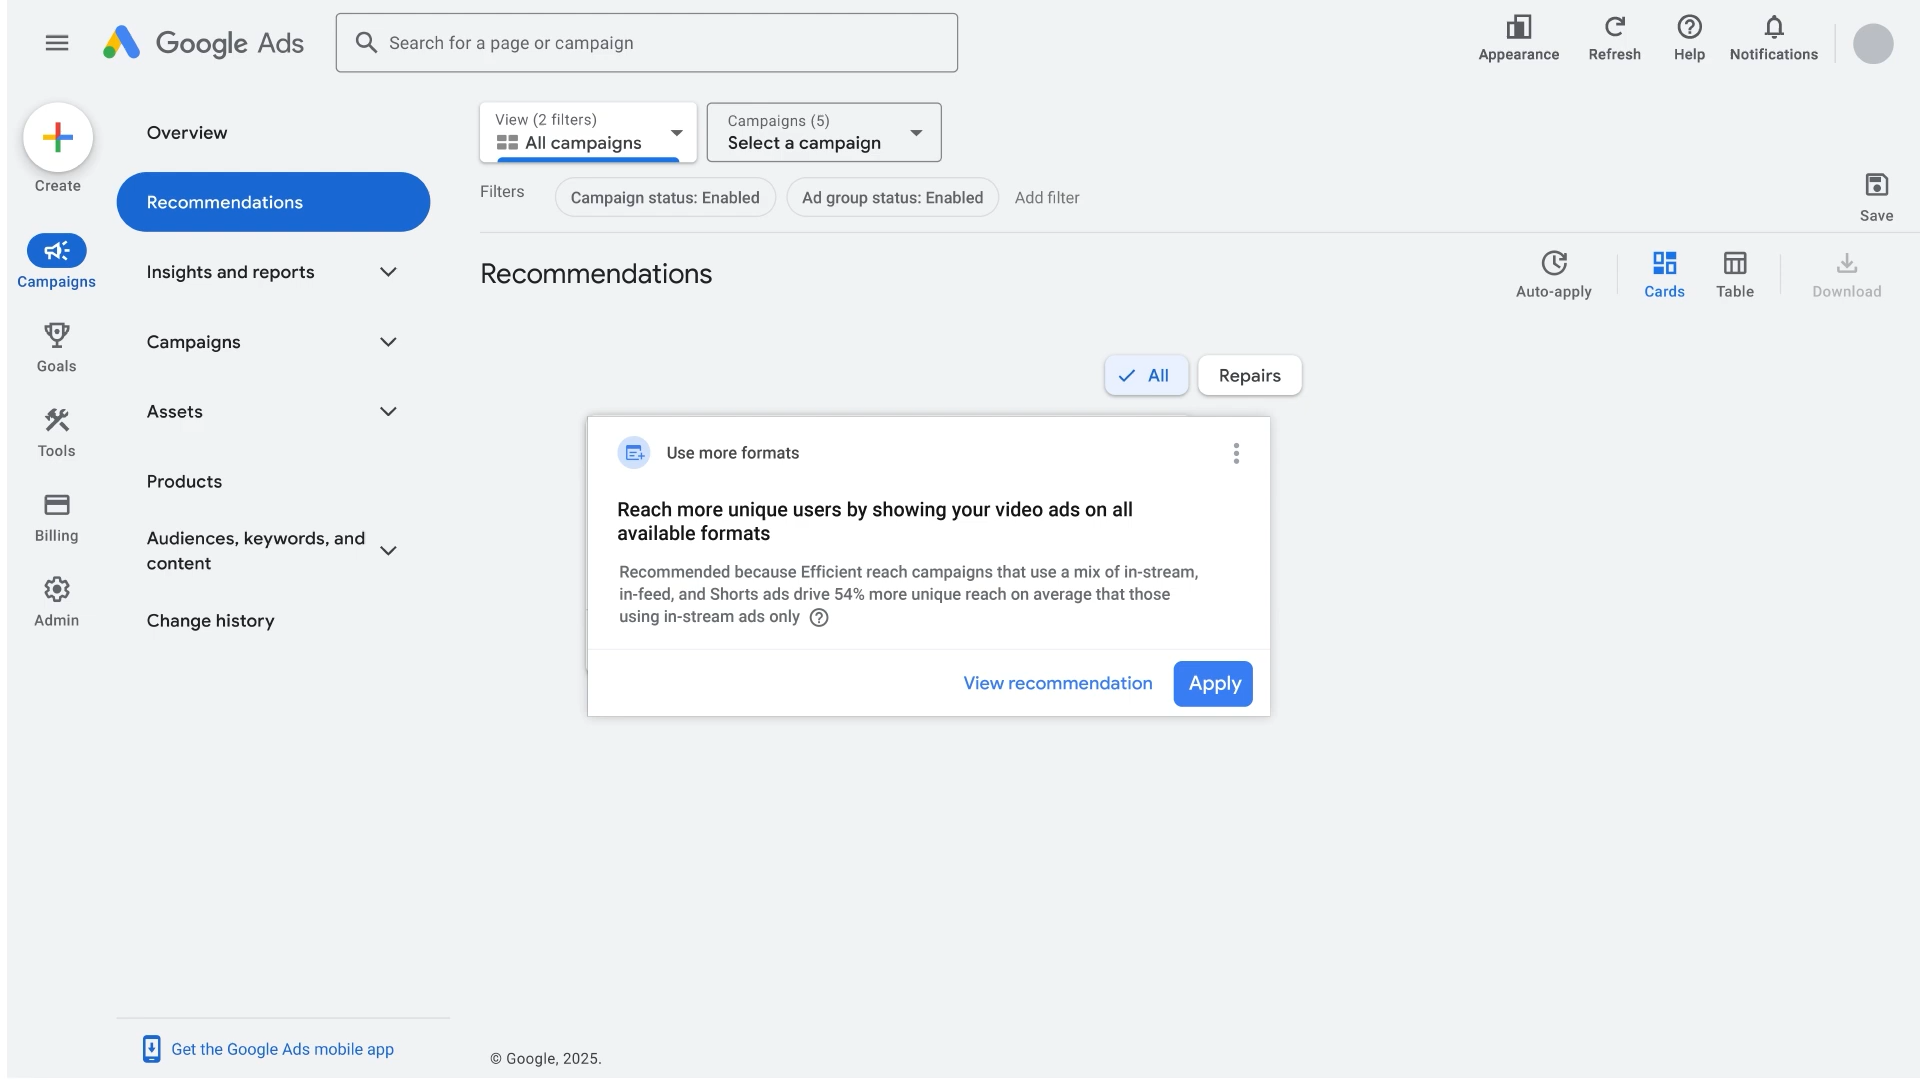 Google Ads
Search for a page or campaign
Appearance
Refresh
Help
Notifications
Create
Campaigns
Goals
Tools
Billing
Admin
Overview
Recommendations
Insights and reports
Campaigns
Assets
Products
Audiences, keywords, and
content
Change history
Get the Google Ads mobile app
View (2 filters)
All campaigns
Campaigns (5)
Select a campaign
Filters
Campaign status: Enabled
Ad group status: Enabled
Add filter
Save
Recommendations
Auto-apply
Cards
Table
Download
All
Repairs
Use more formats
Reach more unique users by showing your video ads on all
available formats
Recommended because Efficient reach campaigns that use a mix of in-stream,
in-feed, and Shorts ads drive 54% more unique reach on average that those
using in-stream ads only
View recommendation
Apply
© Google, 2025.